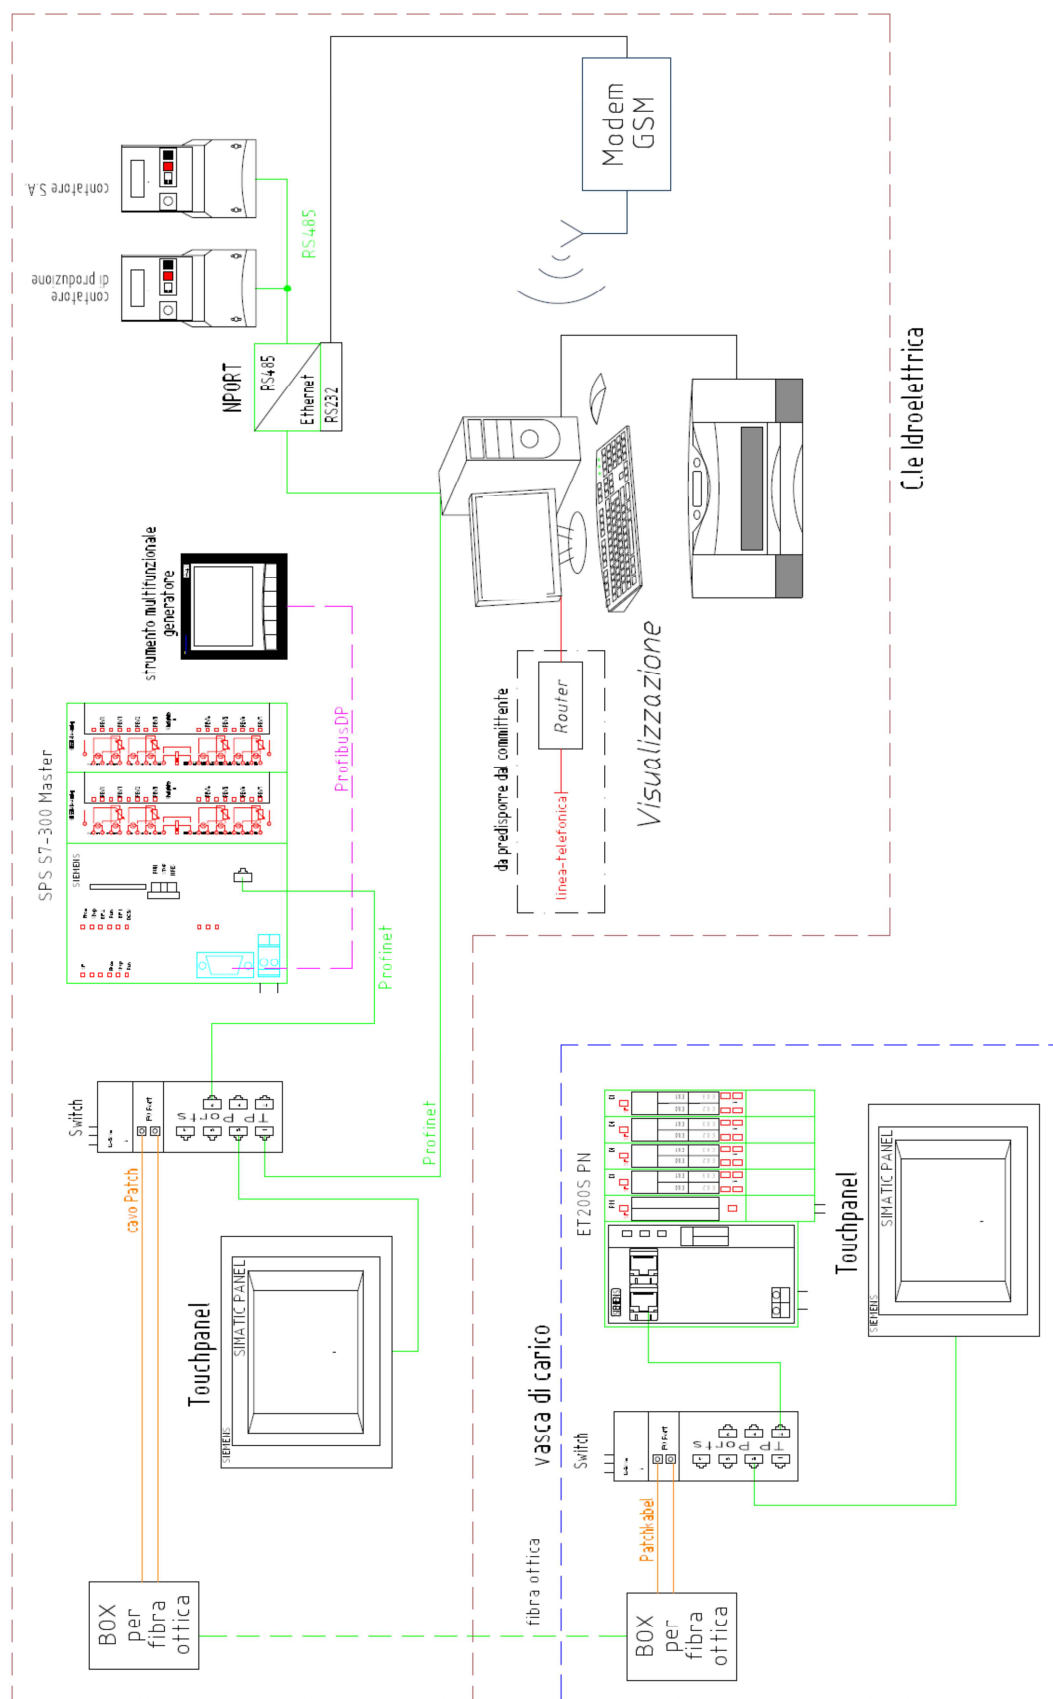 contatore S.A.
contatore
di produzione
RS485
NPORT
RS485
Ethernet
RS232
Modem
GSM
C.le Idroelettrica
strumento multifunzionale
generatore
SPS S7-300 Master
SIEMENS
ProfibusDP
Profinet
da predisporre dal committente
Router
linea-telefonica
Visualizzazione
Switch
Ports
cavo Patch
Profinet
Touchpanel
SIMATIC PANEL
SIEMENS
BOX
per
fibra
ottica
fibra ottica
vasca di carico
ET200S PN
SIEMENS
Touchpanel
SIMATIC PANEL
SIEMENS
Switch
Ports
Patchkabel
BOX
per
fibra
ottica